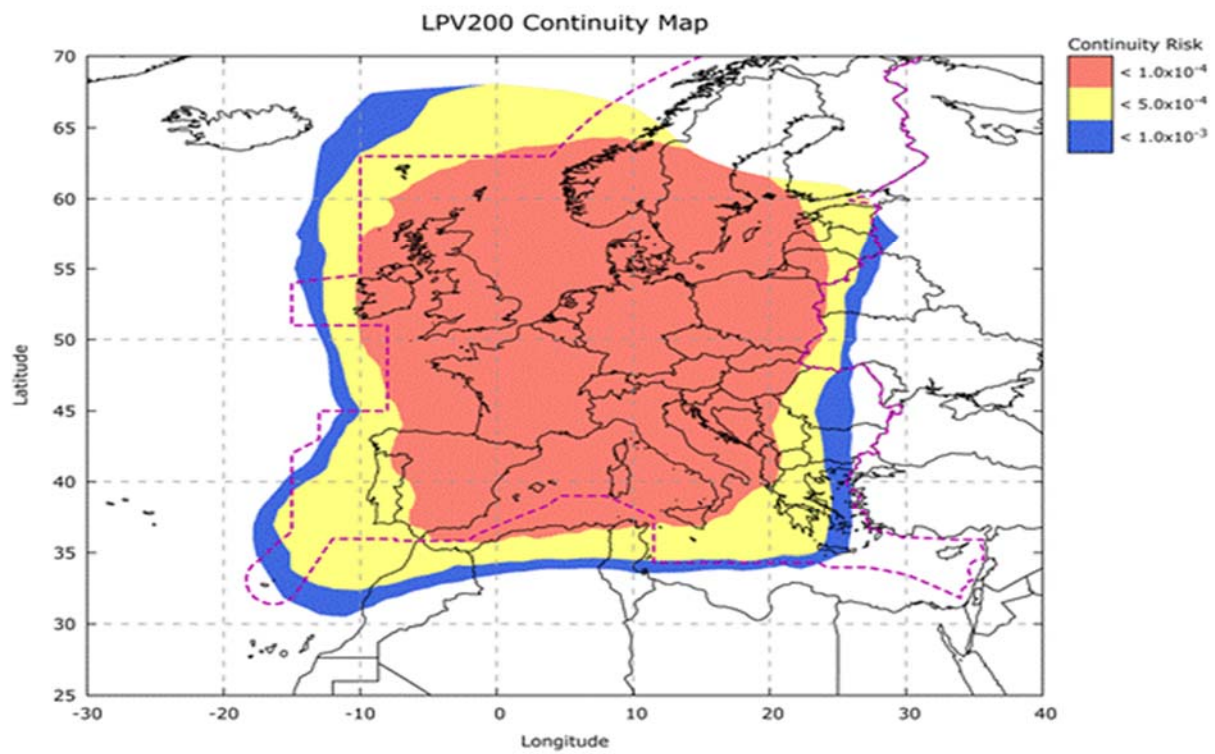 LPV200 Continuity Map
Continuity Risk
< 1.0x10⁻⁴
< 5.0x10⁻⁴
< 1.0x10⁻³
Latitude
70
65
60
55
50
45
40
35
30
25
-30 -20 -10 0 10 20 30 40
Longitude